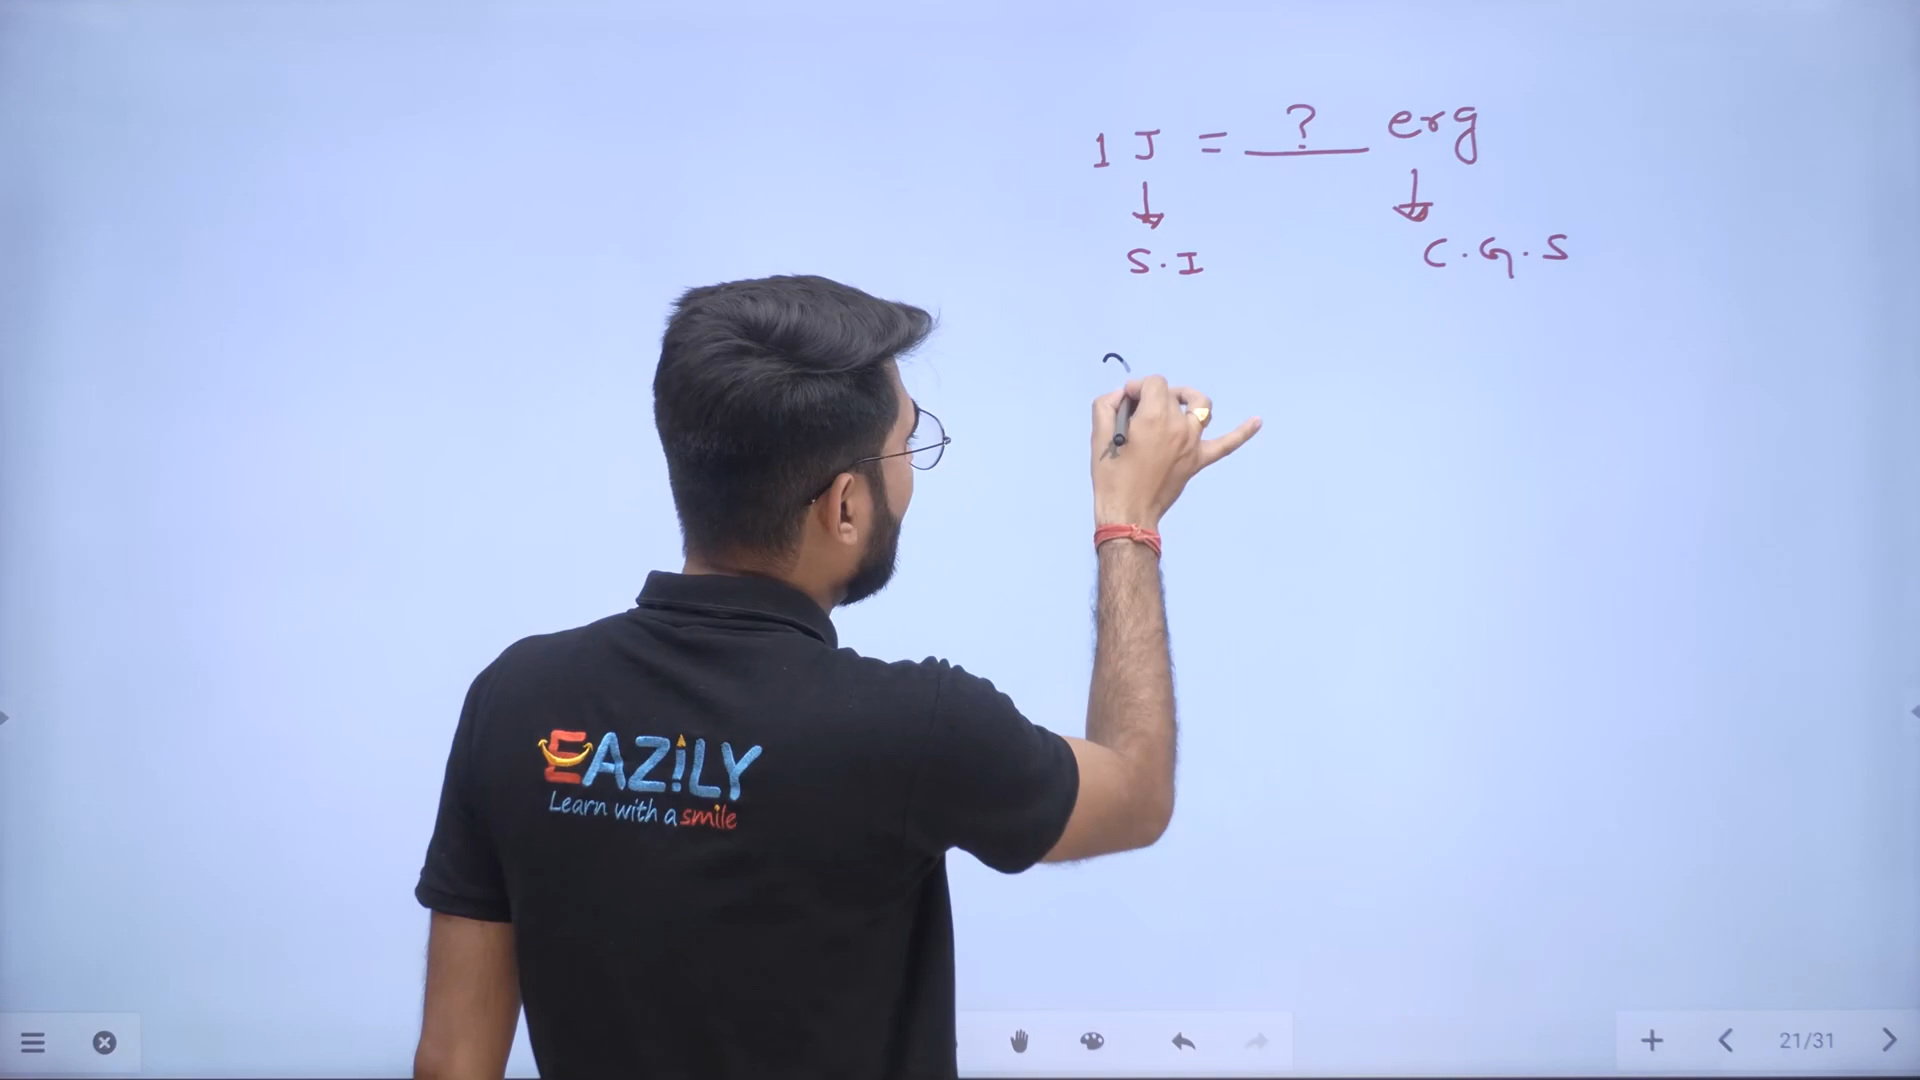 1 J = ? erg
S.I C.G.S
EAZiLY
Learn with a smile
21/31